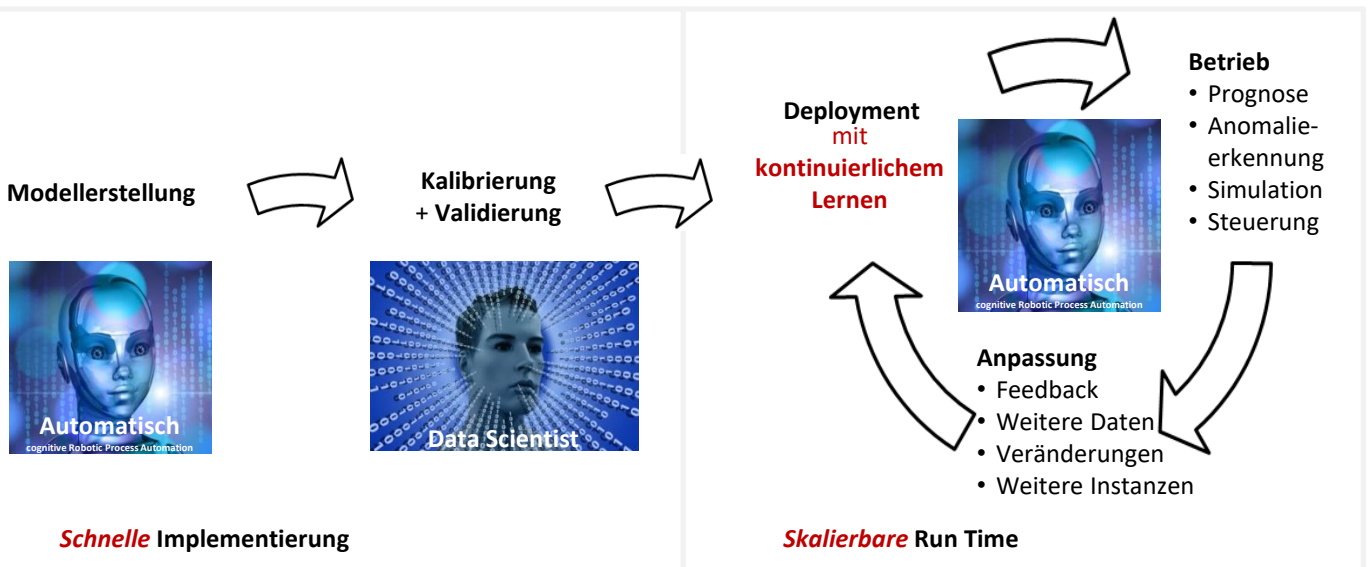 Modellerstellung
Automatisch
cognitive Robotic Process Automation
Kalibrierung
+ Validierung
Data Scientist
Schnelle Implementierung
Deployment
mit
kontinuierlichem
Lernen
Automatisch
cognitive Robotic Process Automation
Betrieb
• Prognose
• Anomalie-
erkennung
• Simulation
• Steuerung
Anpassung
• Feedback
• Weitere Daten
• Veränderungen
• Weitere Instanzen
Skalierbare Run Time